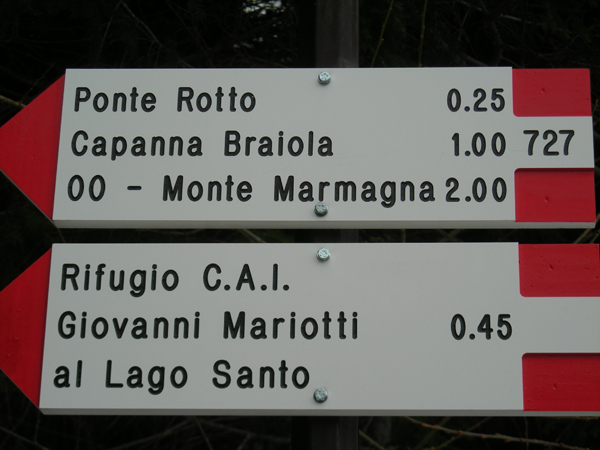 Ponte Rotto 0.25
Capanna Braiola 1.00 727
00 - Monte Marmagna 2.00
Rifugio C.A.I.
Giovanni Mariotti 0.45
al Lago Santo